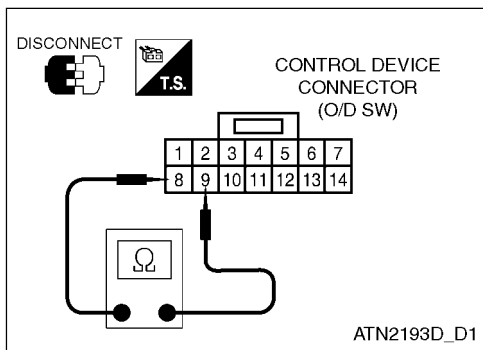 DISCONNECT
T.S.
CONTROL DEVICE
CONNECTOR
(O/D SW)
1 2 3 4 5 6 7
8 9 10 11 12 13 14
Ω
ATN2193D_D1